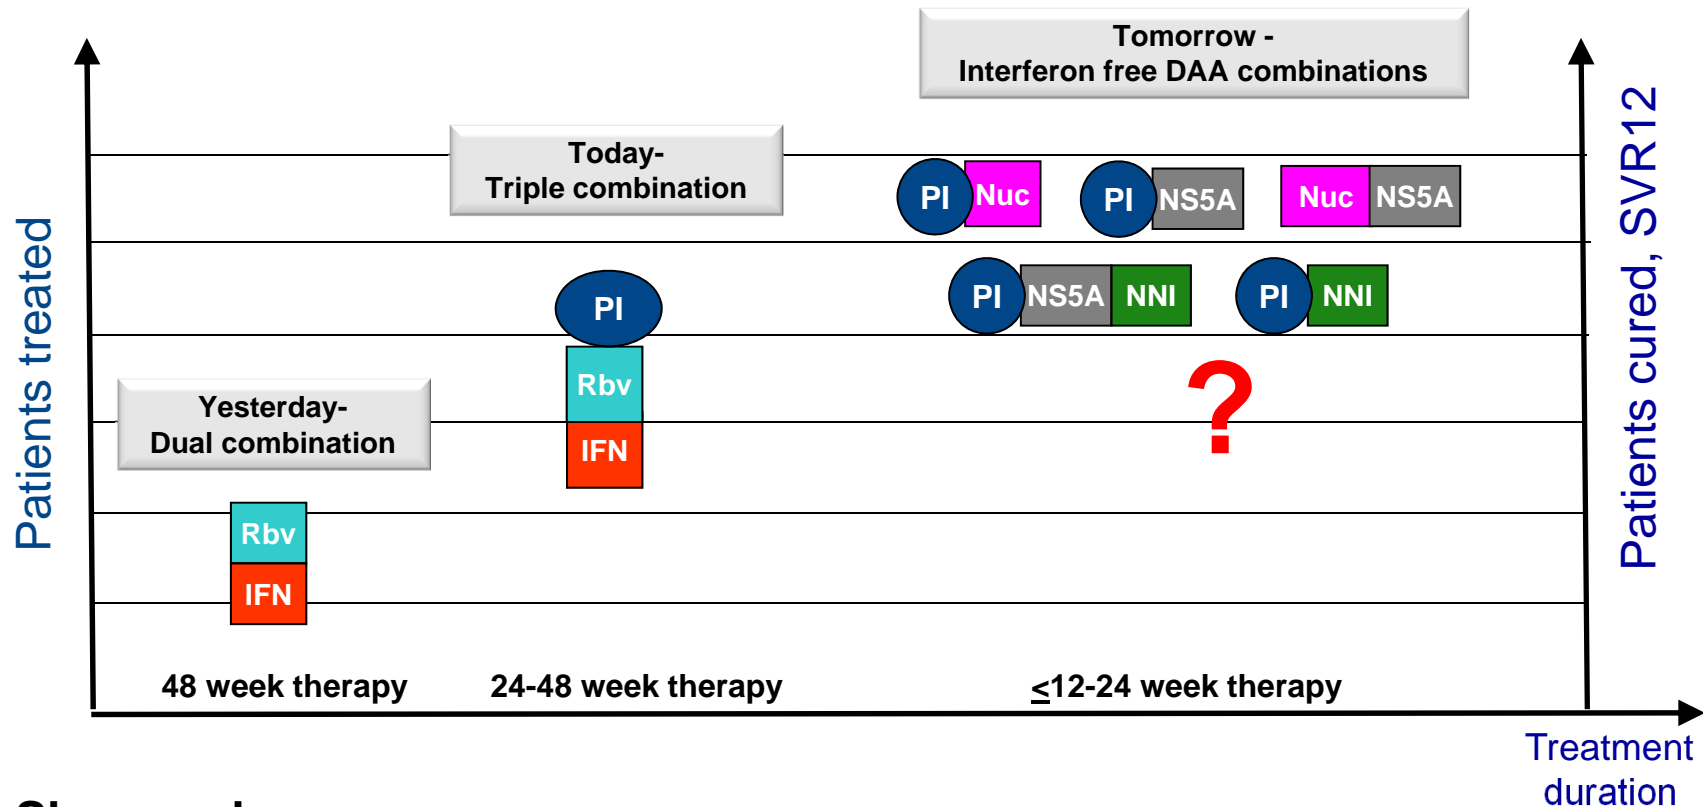 Tomorrow -
Interferon free DAA combinations
Today-
Triple combination
Yesterday-
Dual combination
Patients treated
Patients cured, SVR12
PI Nuc PI NS5A Nuc NS5A
PI NS5A NNI PI NNI
PI
Rbv
IFN
?
Rbv
IFN
48 week therapy 24-48 week therapy ≤12-24 week therapy
Treatment
duration